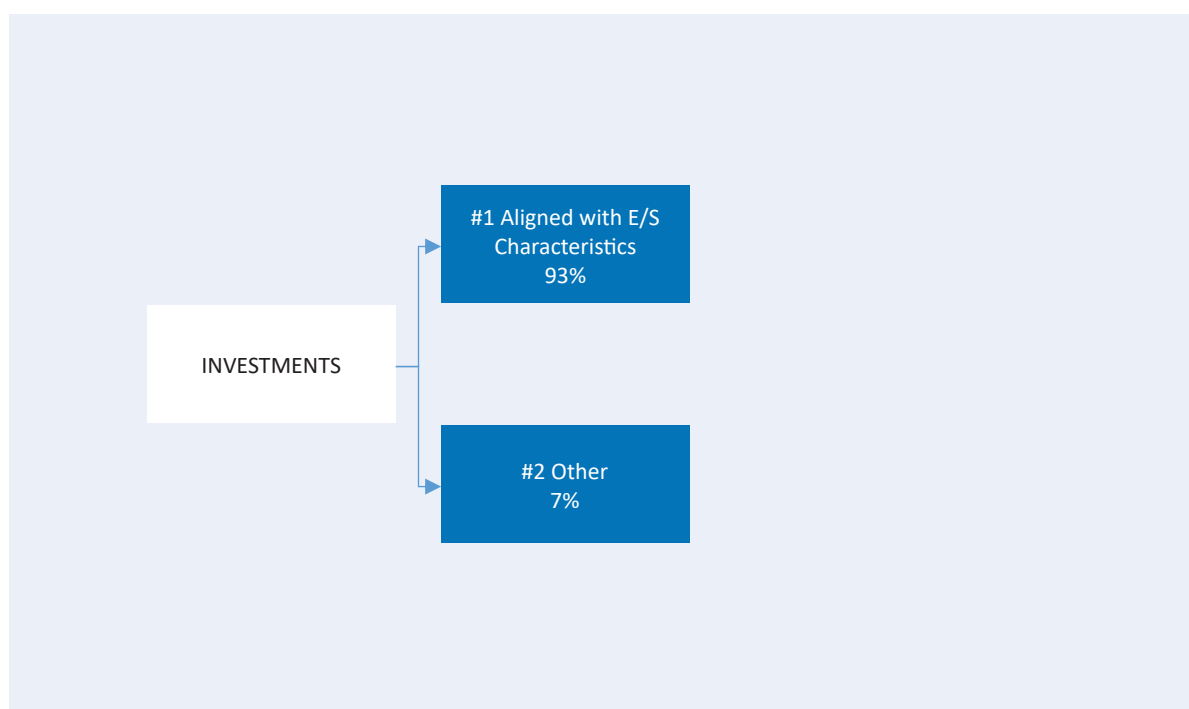 #1 Aligned with E/S
Characteristics
93%
INVESTMENTS
#2 Other
7%